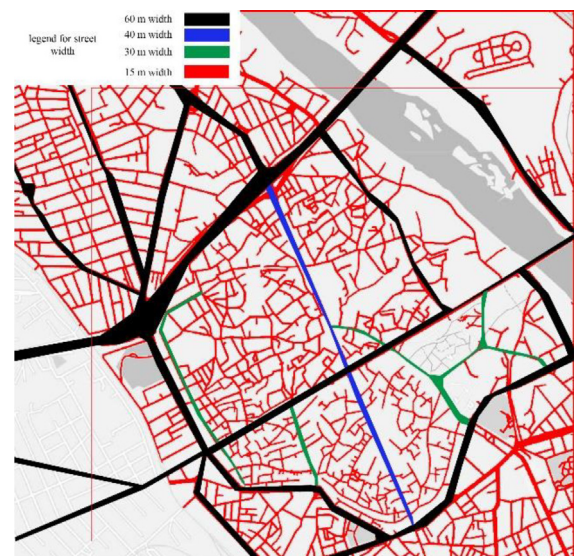 legend for street
width
60 m width
40 m width
30 m width
15 m width